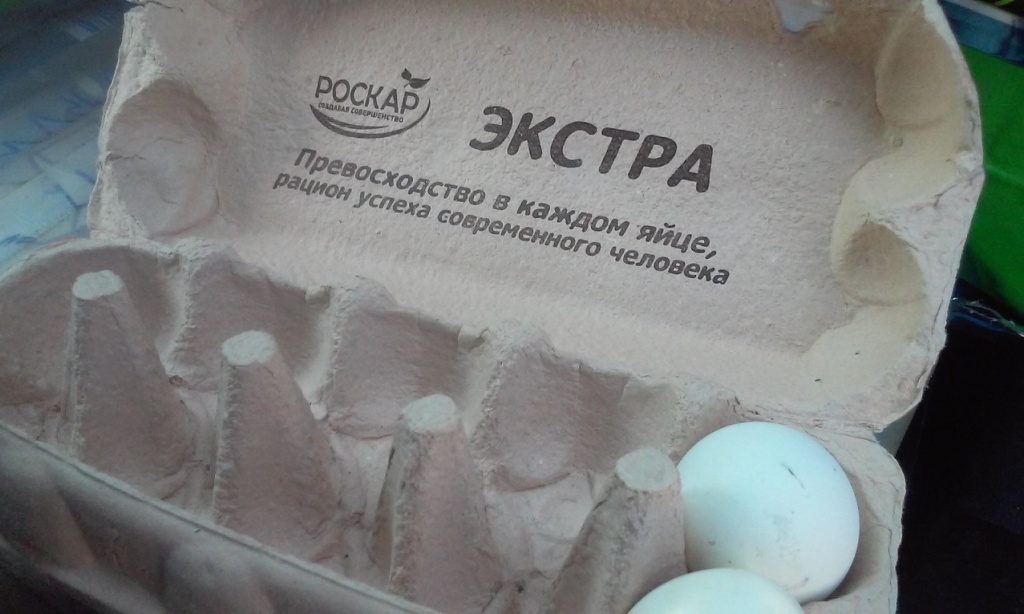 РОСКАР
СОЗДАВАЯ СОВЕРШЕНСТВО
ЭКСТРА
Превосходство в каждом яйце,
рацион успеха современного человека